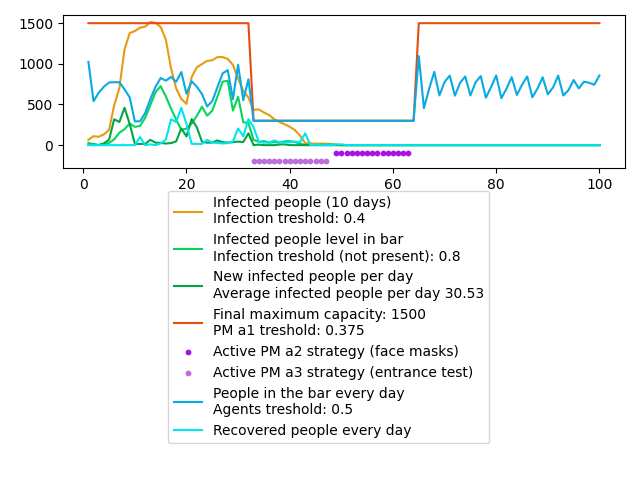 1500
1000
500
0
0
20
40
60
80
100
Infected people (10 days)
Infection treshold: 0.4
Infected people level in bar
Infection treshold (not present): 0.8
New infected people per day
Average infected people per day 30.53
Final maximum capacity: 1500
PM a1 treshold: 0.375
Active PM a2 strategy (face masks)
Active PM a3 strategy (entrance test)
People in the bar every day
Agents treshold: 0.5
Recovered people every day